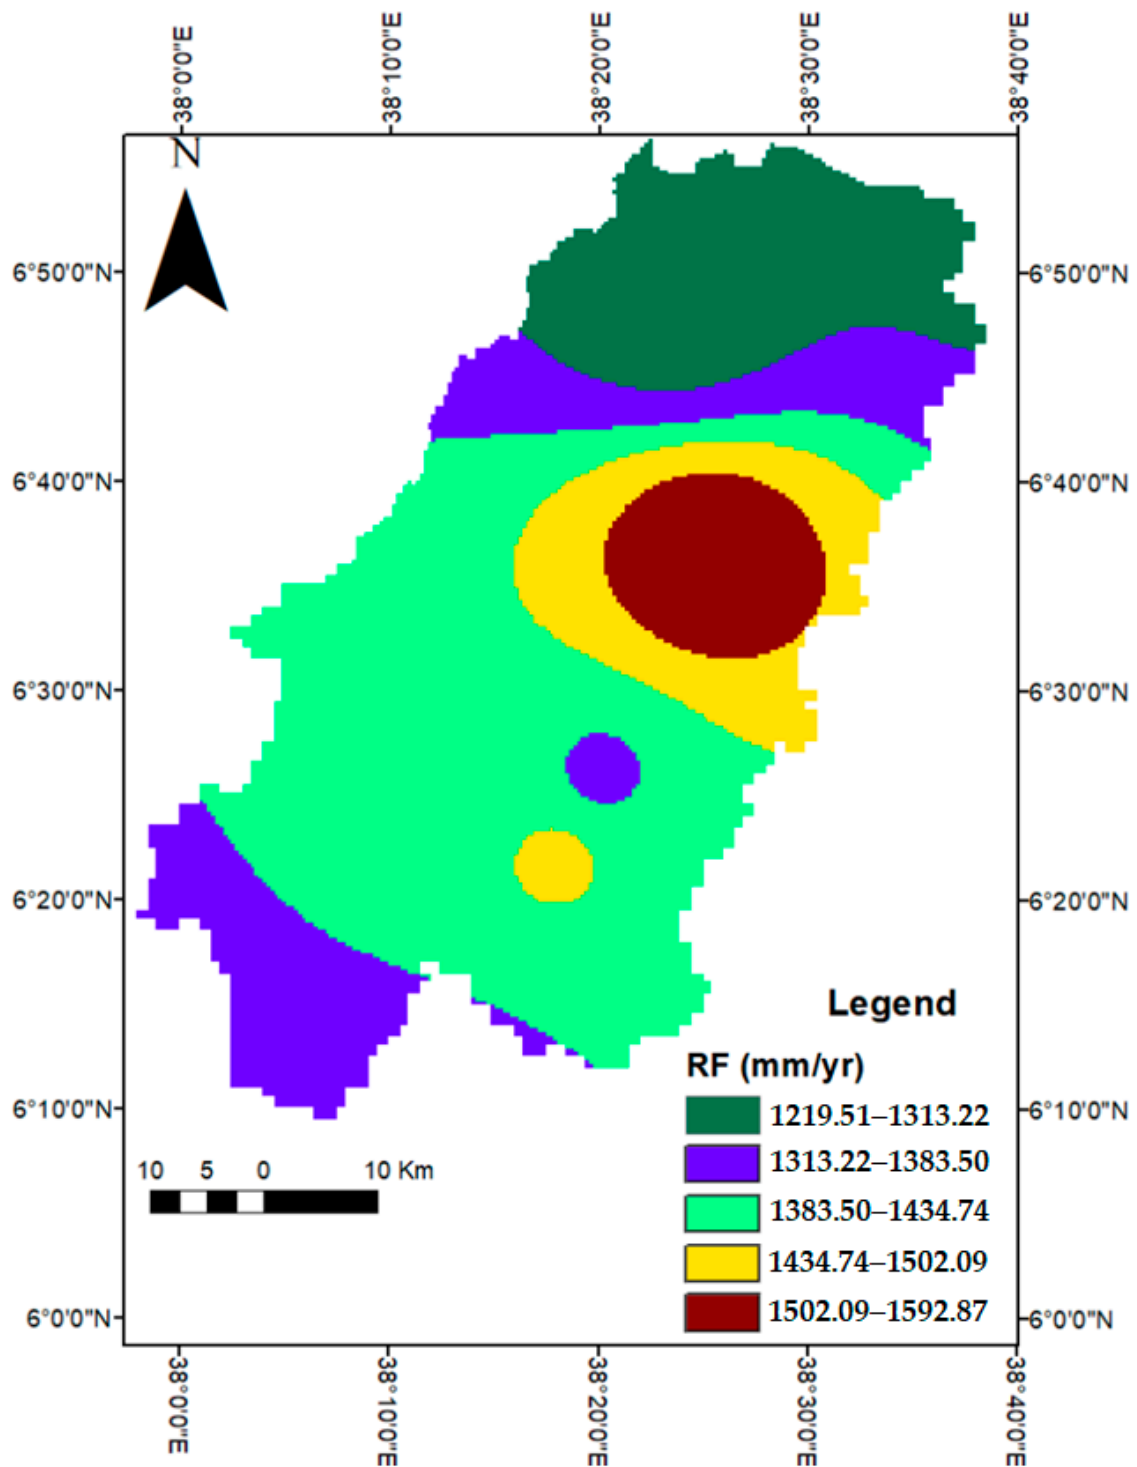 38°0'0"E 38°10'0"E 38°20'0"E 38°30'0"E 38°40'0"E
N
6°50'0"N 6°50'0"N
6°40'0"N 6°40'0"N
6°30'0"N 6°30'0"N
6°20'0"N 6°20'0"N
Legend
RF (mm/yr)
6°10'0"N 6°10'0"N
1219.51–1313.22
1313.22–1383.50
10 5 0 10 Km
1383.50–1434.74
1434.74–1502.09
1502.09–1592.87
6°0'0"N 6°0'0"N
38°0'0"E 38°10'0"E 38°20'0"E 38°30'0"E 38°40'0"E